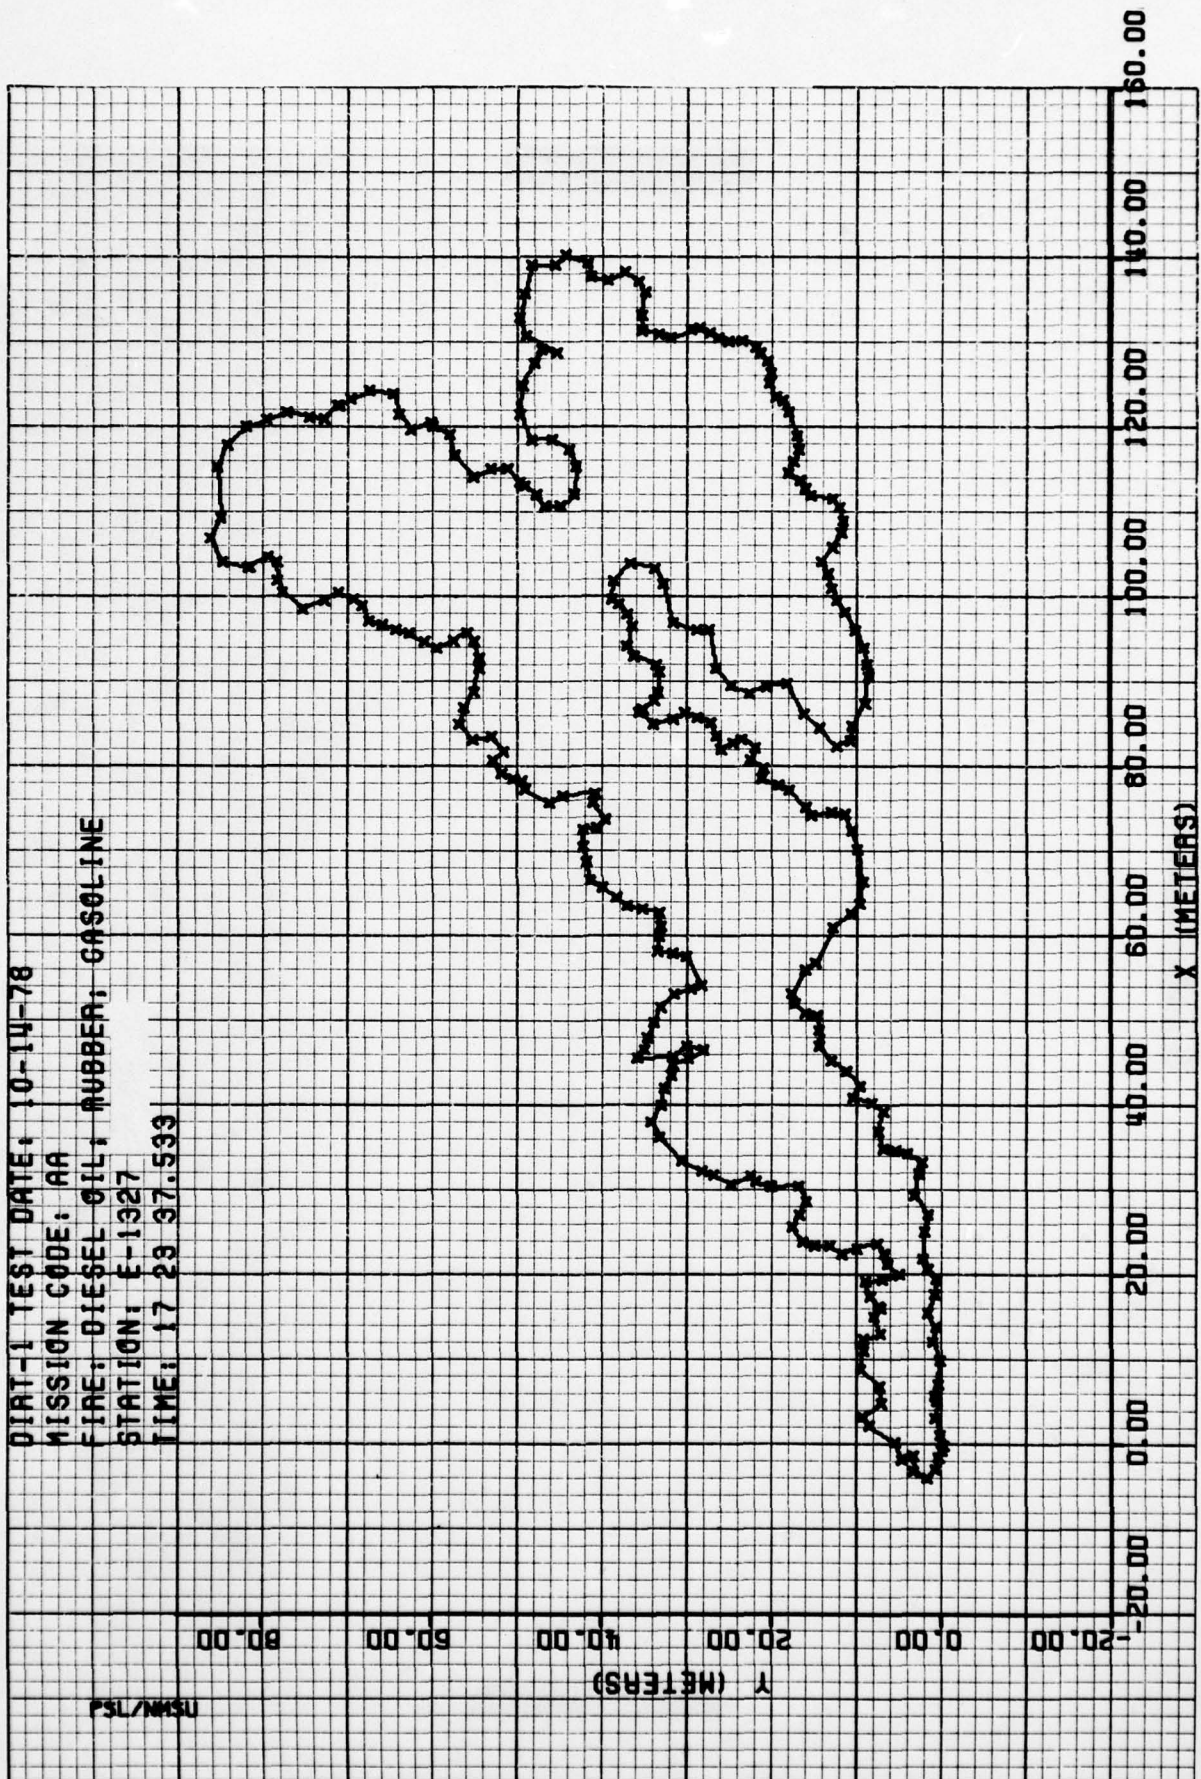 DIRT-1 TEST DATE: 10-14-78
MISSION CODE: AA
FIRE: DIESEL OIL; RUBBER; GASOLINE
STATION: E-1327
TIME: 17 23 37.533
PSL/NMSU
Y (METERS)
80.00
60.00
40.00
20.00
0.00
-20.00
-20.00
0.00
20.00
40.00
60.00
80.00
100.00
120.00
140.00
160.00
X (METERS)